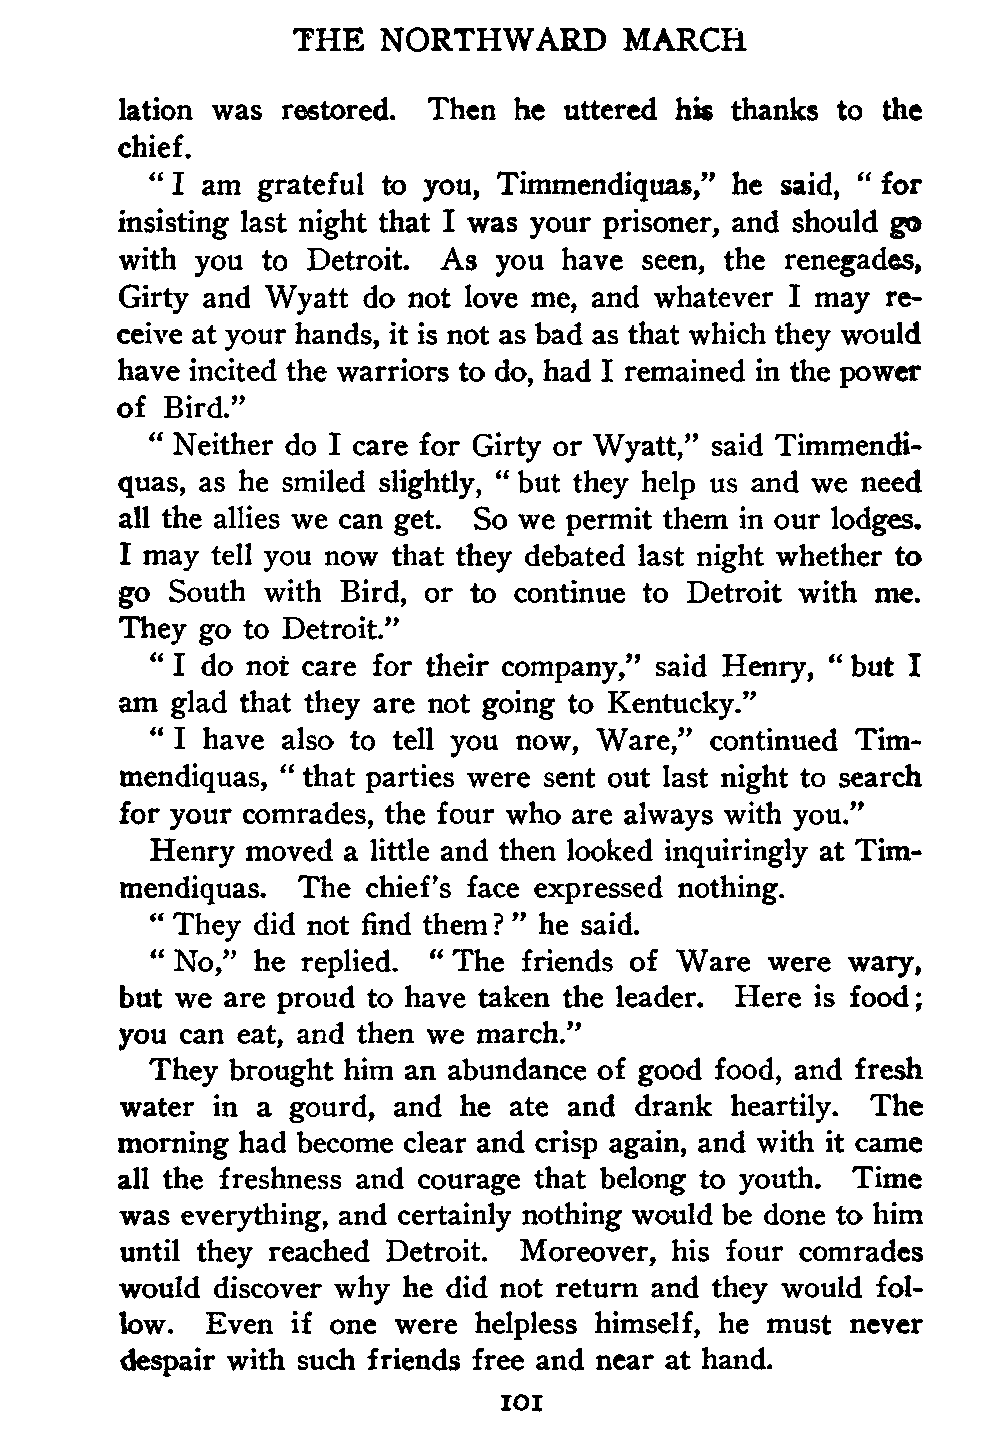 THE NORTHWARD MARCH
lation was restored. Then he uttered his thanks to the
chief.
“ I am grateful to you, Timmendiquas,” he said, “ for
insisting last night that I was your prisoner, and should go
with you to Detroit. As you have seen, the renegades,
Girty and Wyatt do not love me, and whatever I may re-
ceive at your hands, it is not as bad as that which they would
have incited the warriors to do, had I remained in the power
of Bird.”
“ Neither do I care for Girty or Wyatt,” said Timmendi-
quas, as he smiled slightly, “ but they help us and we need
all the allies we can get. So we permit them in our lodges.
I may tell you now that they debated last night whether to
go South with Bird, or to continue to Detroit with me.
They go to Detroit.”
“ I do not care for their company,” said Henry, “ but I
am glad that they are not going to Kentucky.”
“ I have also to tell you now, Ware,” continued Tim-
mendiquas, “ that parties were sent out last night to search
for your comrades, the four who are always with you.”
Henry moved a little and then looked inquiringly at Tim-
mendiquas. The chief’s face expressed nothing.
“ They did not find them? ” he said.
“ No,” he replied. “ The friends of Ware were wary,
but we are proud to have taken the leader. Here is food;
you can eat, and then we march.”
They brought him an abundance of good food, and fresh
water in a gourd, and he ate and drank heartily. The
morning had become clear and crisp again, and with it came
all the freshness and courage that belong to youth. Time
was everything, and certainly nothing would be done to him
until they reached Detroit. Moreover, his four comrades
would discover why he did not return and they would fol-
low. Even if one were helpless himself, he must never
despair with such friends free and near at hand.
101